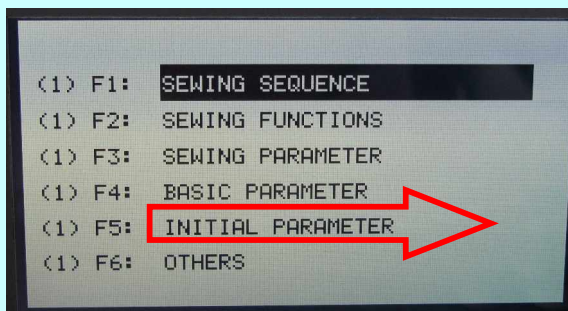 (1) F1: SEWING SEQUENCE
(1) F2: SEWING FUNCTIONS
(1) F3: SEWING PARAMETER
(1) F4: BASIC PARAMETER
(1) F5: INITIAL PARAMETER
(1) F6: OTHERS